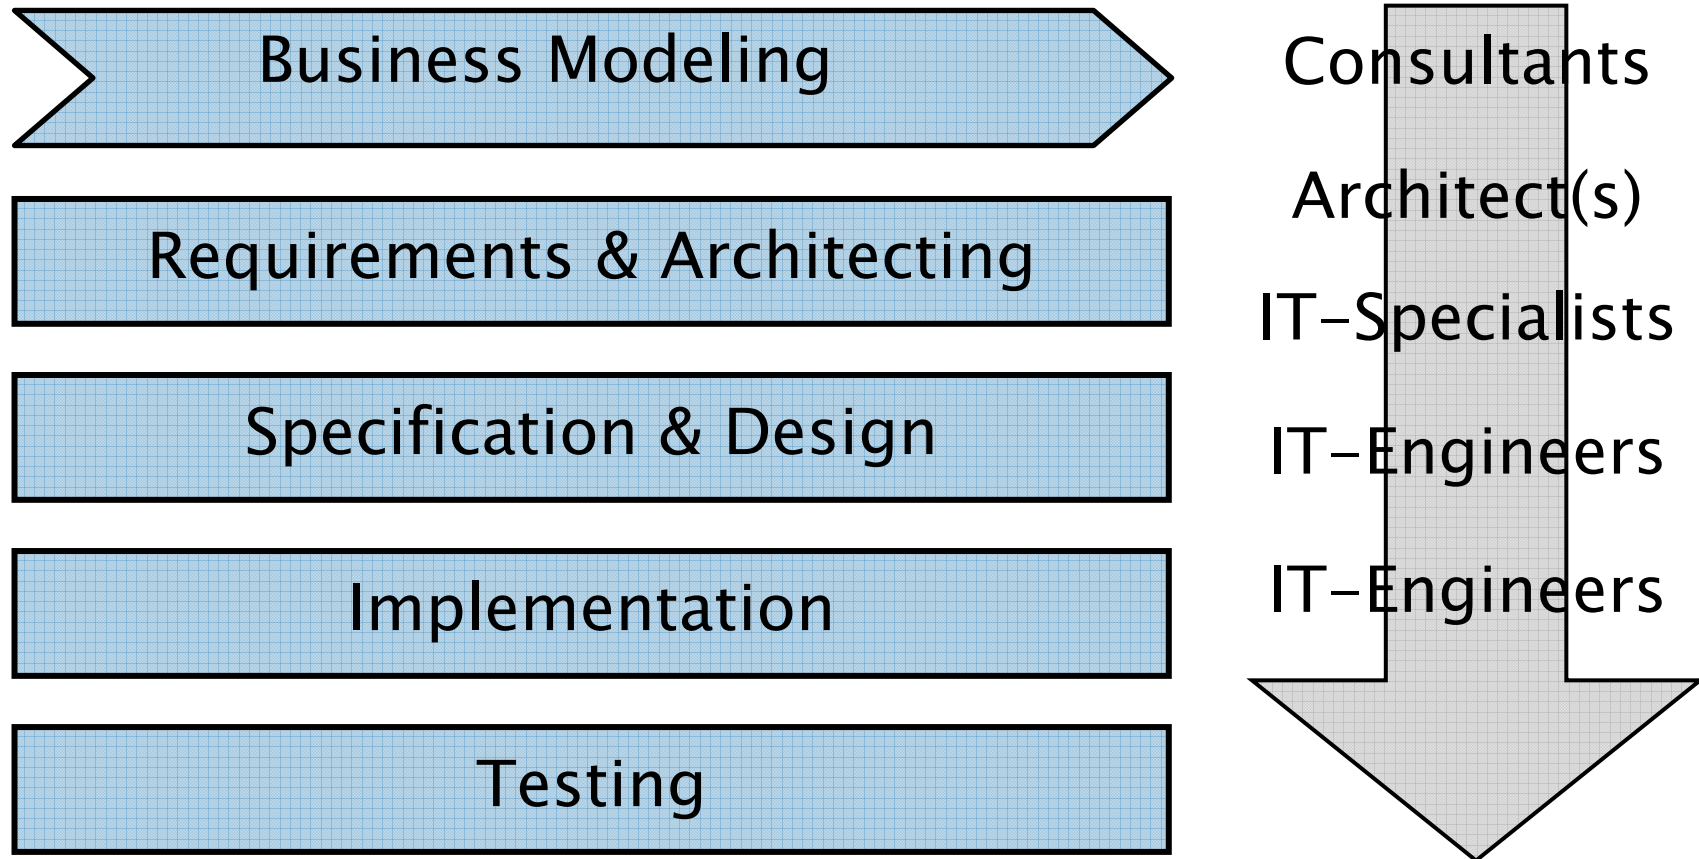 Business Modeling
Consultants
Architect(s)
Requirements & Architecting
IT-Specialists
Specification & Design
IT-Engineers
Implementation
IT-Engineers
Testing